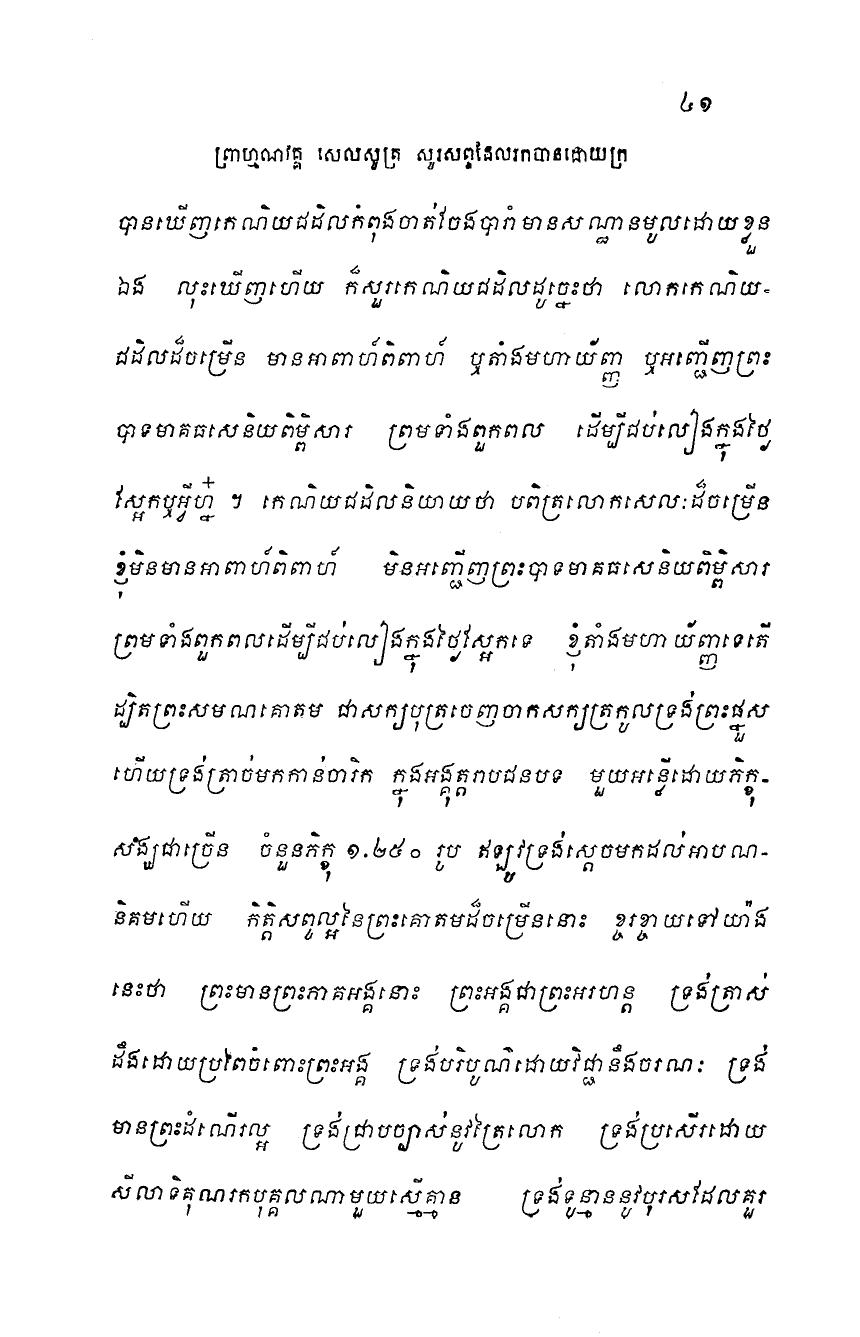 ៤១
ព្រាហ្មណវគ្គ សេលសូត្រ សួរសព្ទដែលរកបានដោយក្រ
បានឃើញកេណិយជដិលកំពុងចាត់ចែងបារាំ មានសណ្ឋានមូលដោយខ្លួន
ឯង លុះឃើញហើយ ក៏សួរកេណិយជដិលដូច្នេះថា លោកកេណិយ-
ជដិលដ៏ចម្រើន មានអាពាហ៍ពិពាហ៍ ឬតាំងមហាយ័ញ្ញ ឬអញ្ជើញព្រះ
បាទមាគធសេនិយពិម្ពិសារ ព្រមទាំងពួកពល ដើម្បីជប់លៀងក្នុងថ្ងៃ
ស្អែកឬអ្វីហ្ន៎ ។ កេណិយជដិលនិយាយថា បពិត្រលោកសេលៈដ៏ចម្រើន
ខ្ញុំមិនមានអាពាហ៍ពិពាហ៍ មិនអញ្ជើញព្រះបាទមាគធសេនិយពិម្ពិសារ
ព្រមទាំងពួកពលដើម្បីជប់លៀងក្នុងថ្ងៃស្អែកទេ ខ្ញុំតាំងមហាយ័ញ្ញទេតើ
ដ្បិតព្រះសមណគោតម ជាសក្យបុត្រចេញចាកសក្យត្រកូលទ្រង់ព្រះផ្នួស
ហើយទ្រង់ត្រាច់មកកាន់ចារិក ក្នុងអង្គុត្តរាបជនបទ មួយអន្លើដោយភិក្ខុ-
សង្ឃជាច្រើន ចំនួនភិក្ខុ ១.២៥០ រូប ឥឡូវទ្រង់ស្តេចមកដល់អាបណ-
និគមហើយ កិត្តិសព្ទល្អនៃព្រះគោតមដ៏ចម្រើននោះ ខ្ចរខ្ចាយទៅយ៉ាង
នេះថា ព្រះមានព្រះភាគអង្គនោះ ព្រះអង្គជាព្រះអរហន្ត ទ្រង់ត្រាស់
ដឹងដោយប្រពៃចំពោះព្រះអង្គ ទ្រង់បរិបូណ៌ដោយវិជ្ជានឹងចរណៈ ទ្រង់
មានព្រះដំណើរល្អ ទ្រង់ជ្រាបច្បាស់នូវត្រៃលោក ទ្រង់ប្រសើរដោយ
សីលាទិគុណរកបុគ្គលណាមួយស្មើគ្មាន ទ្រង់ទូន្មាននូវបុរសដែលគួរ